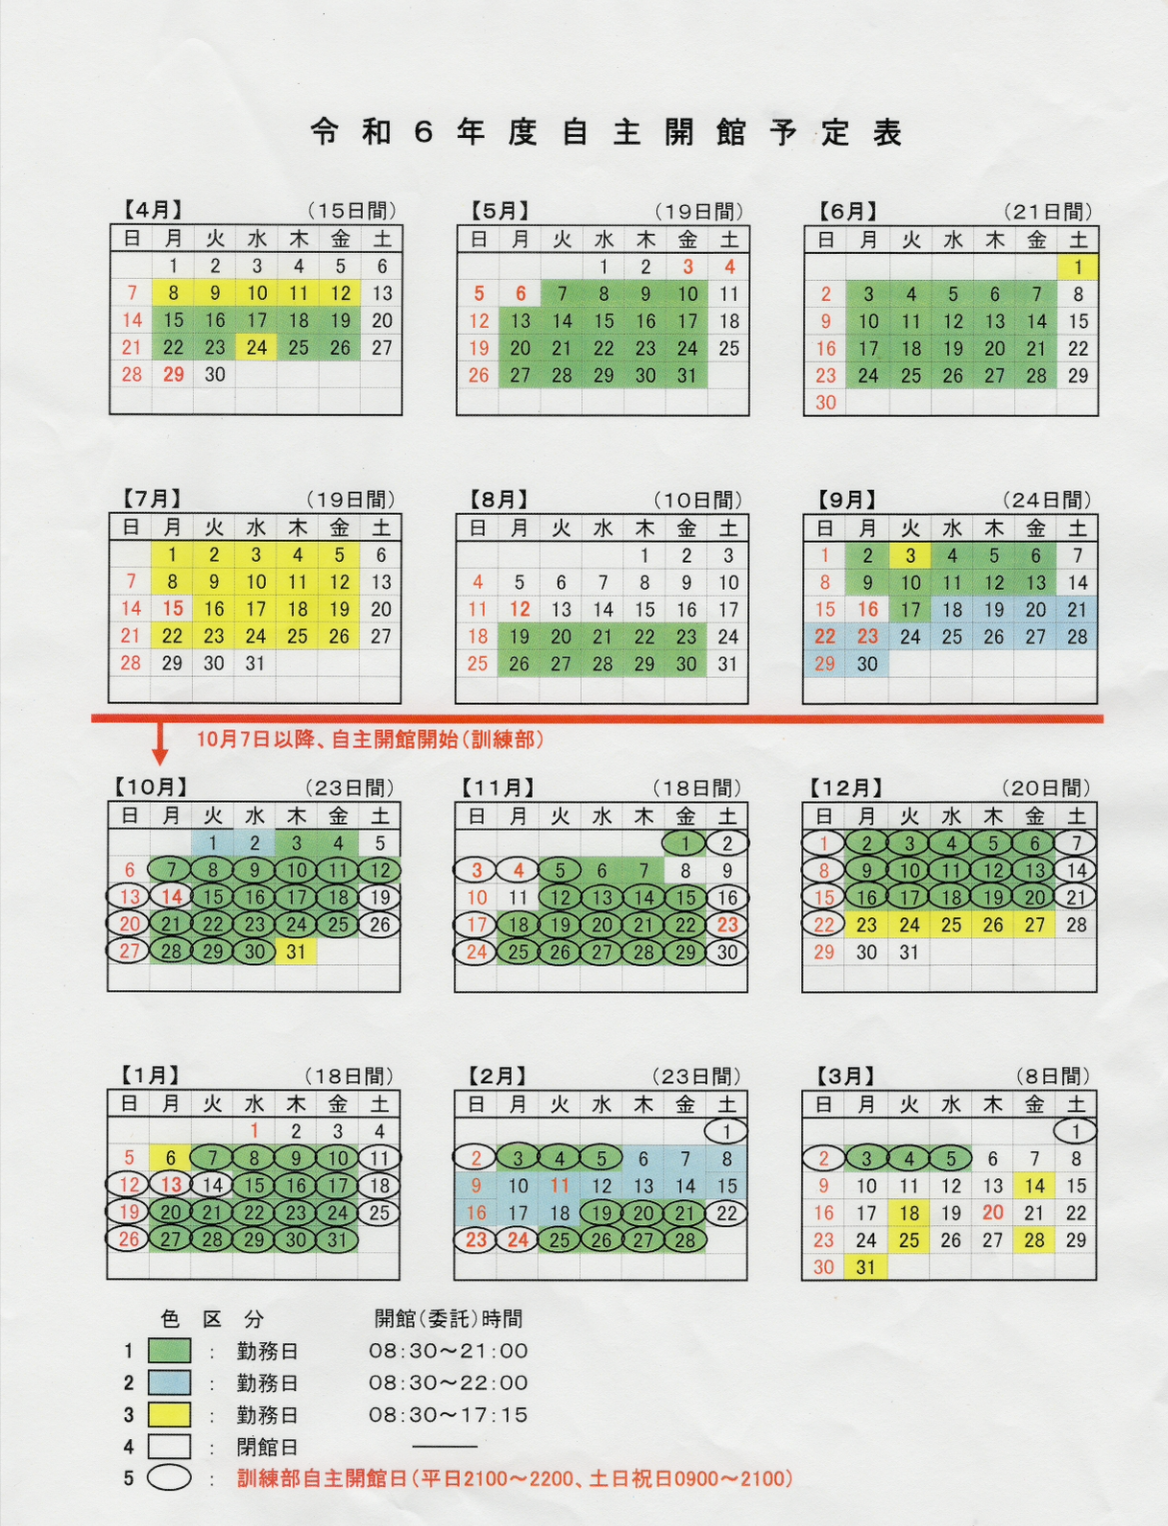 令和６年度自主開館予定表
【4月】 （15日間） 【5月】 （19日間） 【6月】 （21日間）
日 月 火 水 木 金 土 日 月 火 水 木 金 土 日 月 火 水 木 金 土
1 2 3 4 5 6 1 2 3 4 1
7 8 9 10 11 12 13 5 6 7 8 9 10 11 2 3 4 5 6 7 8
14 15 16 17 18 19 20 12 13 14 15 16 17 18 9 10 11 12 13 14 15
21 22 23 24 25 26 27 19 20 21 22 23 24 25 16 17 18 19 20 21 22
28 29 30 26 27 28 29 30 31 23 24 25 26 27 28 29
30
【7月】 （19日間） 【8月】 （10日間） 【9月】 （24日間）
日 月 火 水 木 金 土 日 月 火 水 木 金 土 日 月 火 水 木 金 土
1 2 3 4 5 6 1 2 3 1 2 3 4 5 6 7
7 8 9 10 11 12 13 4 5 6 7 8 9 10 8 9 10 11 12 13 14
14 15 16 17 18 19 20 11 12 13 14 15 16 17 15 16 17 18 19 20 21
21 22 23 24 25 26 27 18 19 20 21 22 23 24 22 23 24 25 26 27 28
28 29 30 31 25 26 27 28 29 30 31 29 30
10月7日以降、自主開館開始（訓練部）
【10月】 （23日間） 【11月】 （18日間） 【12月】 （20日間）
日 月 火 水 木 金 土 日 月 火 水 木 金 土 日 月 火 水 木 金 土
1 2 3 4 5 1 2 1 2 3 4 5 6 7
6 7 8 9 10 11 12 3 4 5 6 7 8 9 8 9 10 11 12 13 14
13 14 15 16 17 18 19 10 11 12 13 14 15 16 15 16 17 18 19 20 21
20 21 22 23 24 25 26 17 18 19 20 21 22 23 22 23 24 25 26 27 28
27 28 29 30 31 24 25 26 27 28 29 30 29 30 31
【1月】 （18日間） 【2月】 （23日間） 【3月】 （8日間）
日 月 火 水 木 金 土 日 月 火 水 木 金 土 日 月 火 水 木 金 土
1 2 3 4 1 1
5 6 7 8 9 10 11 2 3 4 5 6 7 8 2 3 4 5 6 7 8
12 13 14 15 16 17 18 9 10 11 12 13 14 15 9 10 11 12 13 14 15
19 20 21 22 23 24 25 16 17 18 19 20 21 22 16 17 18 19 20 21 22
26 27 28 29 30 31 23 24 25 26 27 28 23 24 25 26 27 28 29
30 31
色 区 分 開館（委託）時間
1 ： 勤務日 08:30～21:00
2 ： 勤務日 08:30～22:00
3 ： 勤務日 08:30～17:15
4 ： 閉館日 ――
5 ： 訓練部自主開館日（平日2100～2200、土日祝日0900～2100）